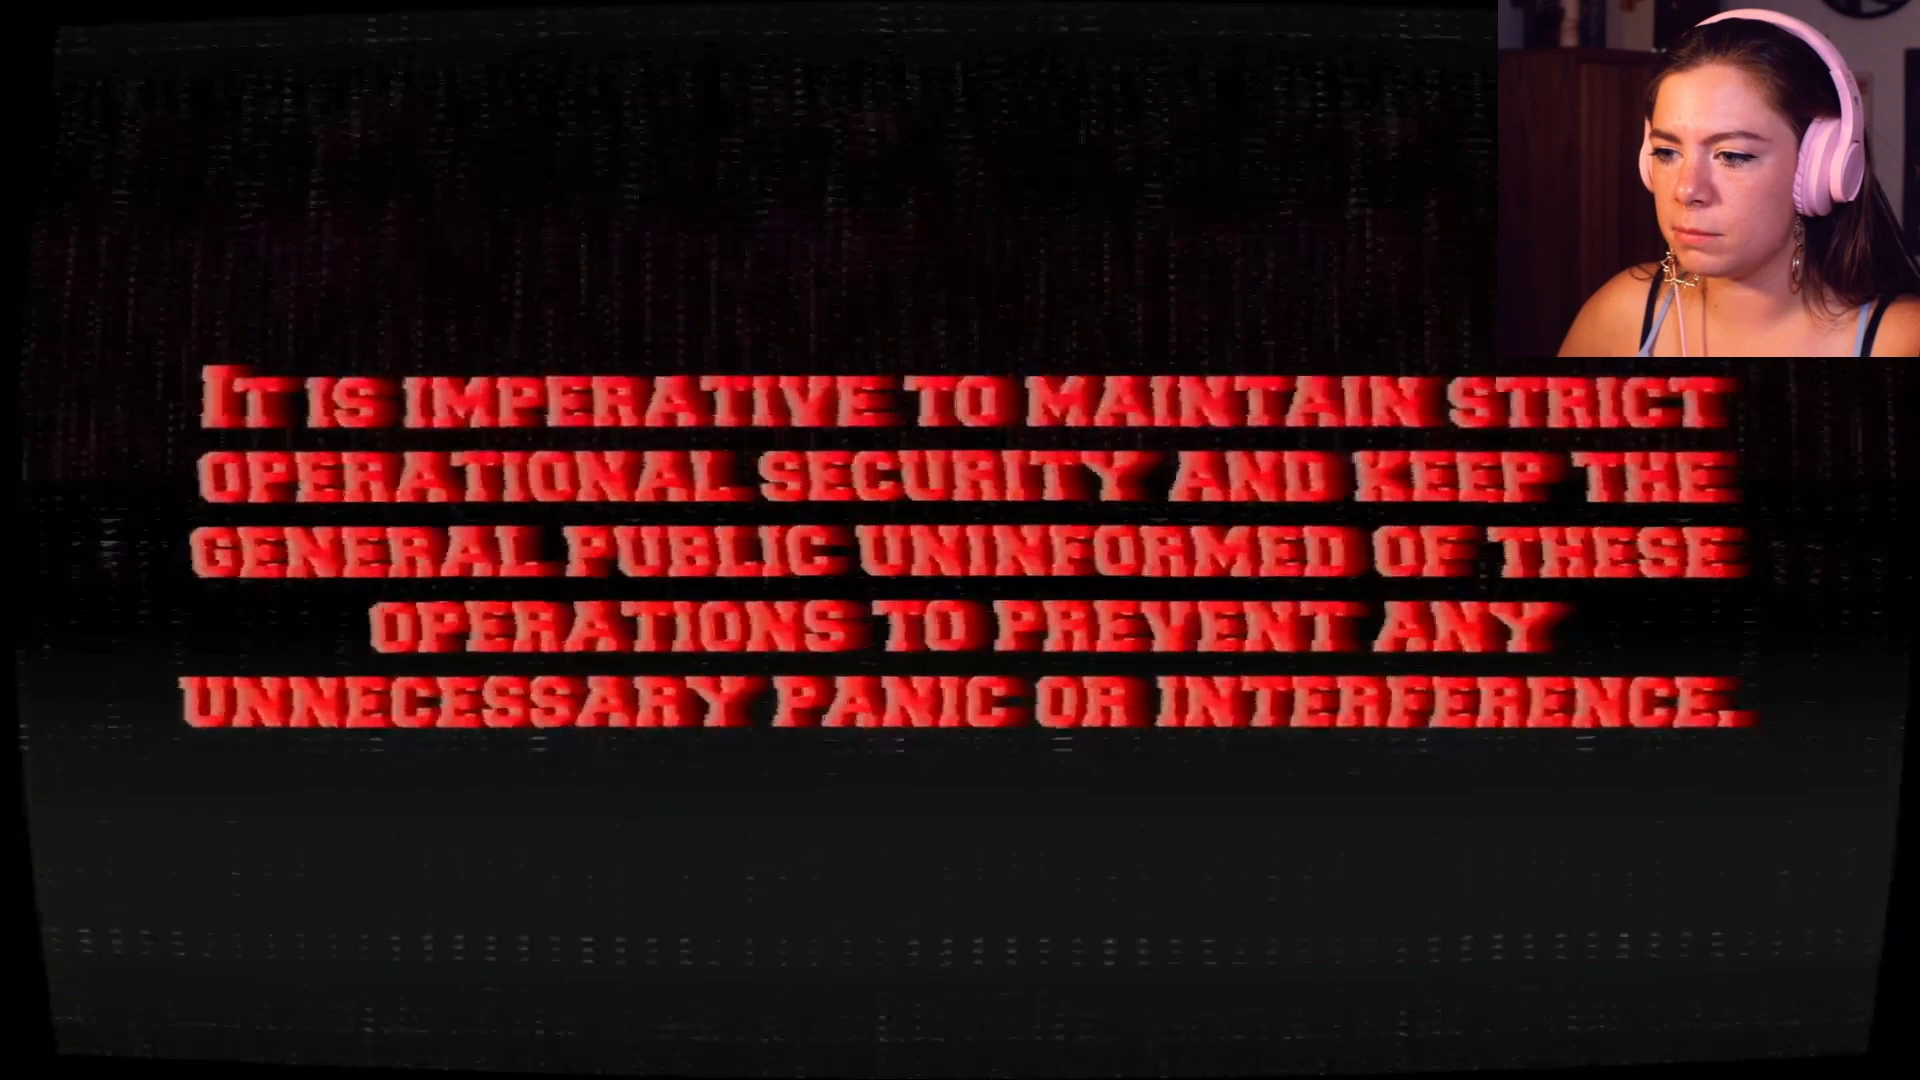 It is imperative to maintain strict
operational security and keep the
general public uninformed of these
operations to prevent any
unnecessary panic or interference.